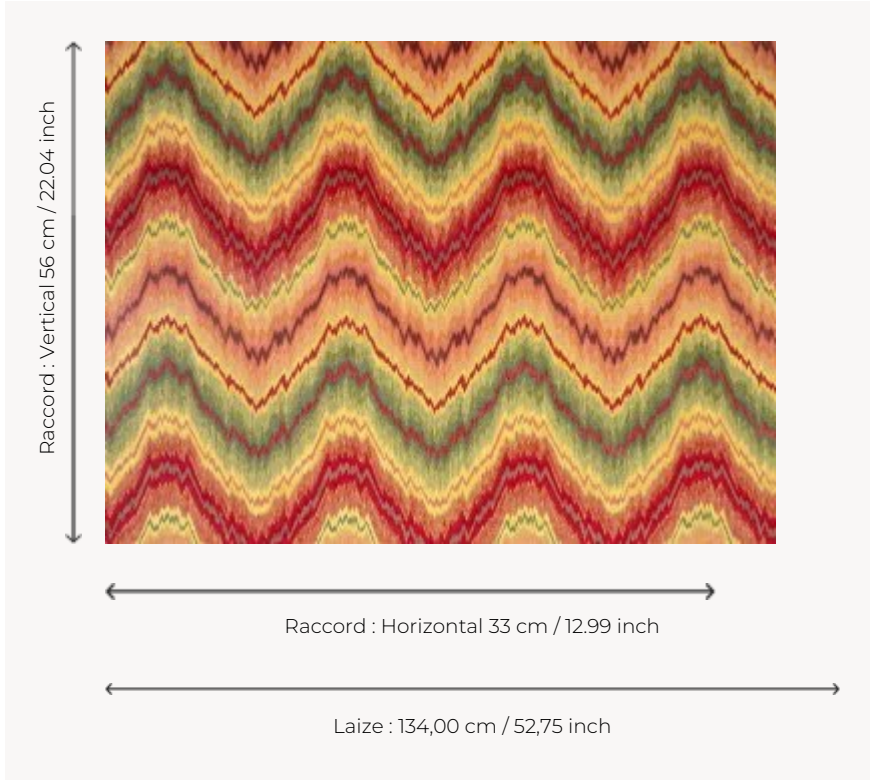 Raccord : Vertical 56 cm / 22.04 inch
Raccord : Horizontal 33 cm / 12.99 inch
Laize : 134,00 cm / 52,75 inch